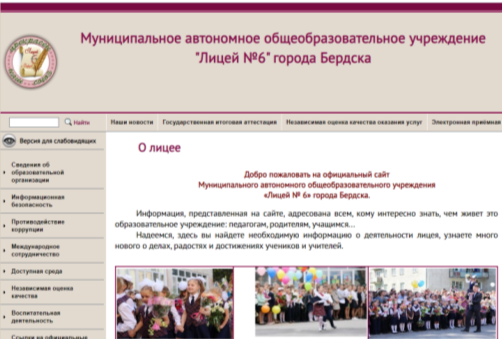 Муниципальное автономное общеобразовательное учреждение
"Лицей №6" города Бердска
Найти
Наши новости
Государственная итоговая аттестация
Независимая оценка качества оказания услуг
Электронная приёмная
Версия для слабовидящих
Сведения об
образовательной
организации
Информационная
безопасность
Противодействие
коррупции
Международное
сотрудничество
Доступная среда
Независимая оценка
качества
Воспитательная
деятельность
Ссылки на официальные
О лицее
Добро пожаловать на официальный сайт
Муниципального автономного общеобразовательного учреждения
«Лицей № 6» города Бердска.
Информация, представленная на сайте, адресована всем, кому интересно знать, чем живет это
образовательное учреждение: педагогам, родителям, учащимся...
Надеемся, здесь вы найдете необходимую информацию о деятельности лицея, узнаете много
нового о делах, радостях и достижениях учеников и учителей.